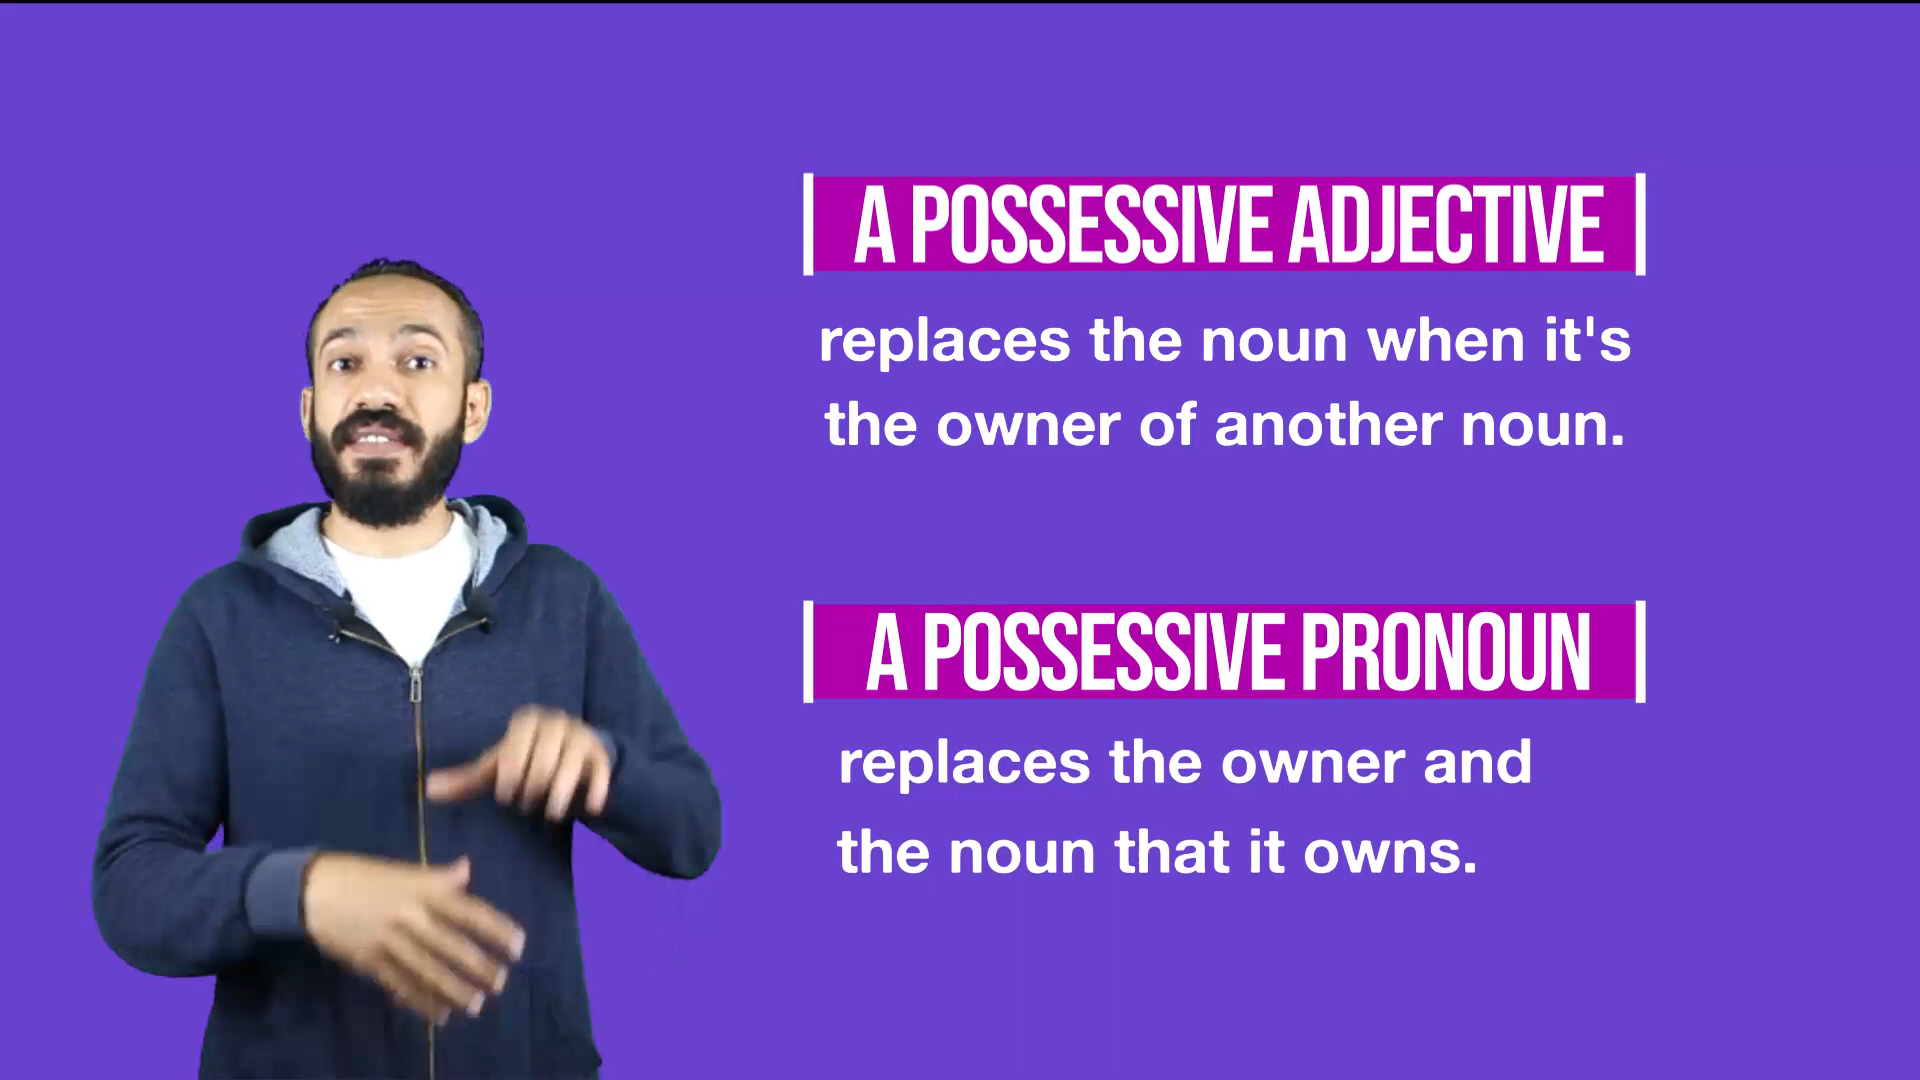 A POSSESSIVE ADJECTIVE
replaces the noun when it's
the owner of another noun.
A POSSESSIVE PRONOUN
replaces the owner and
the noun that it owns.